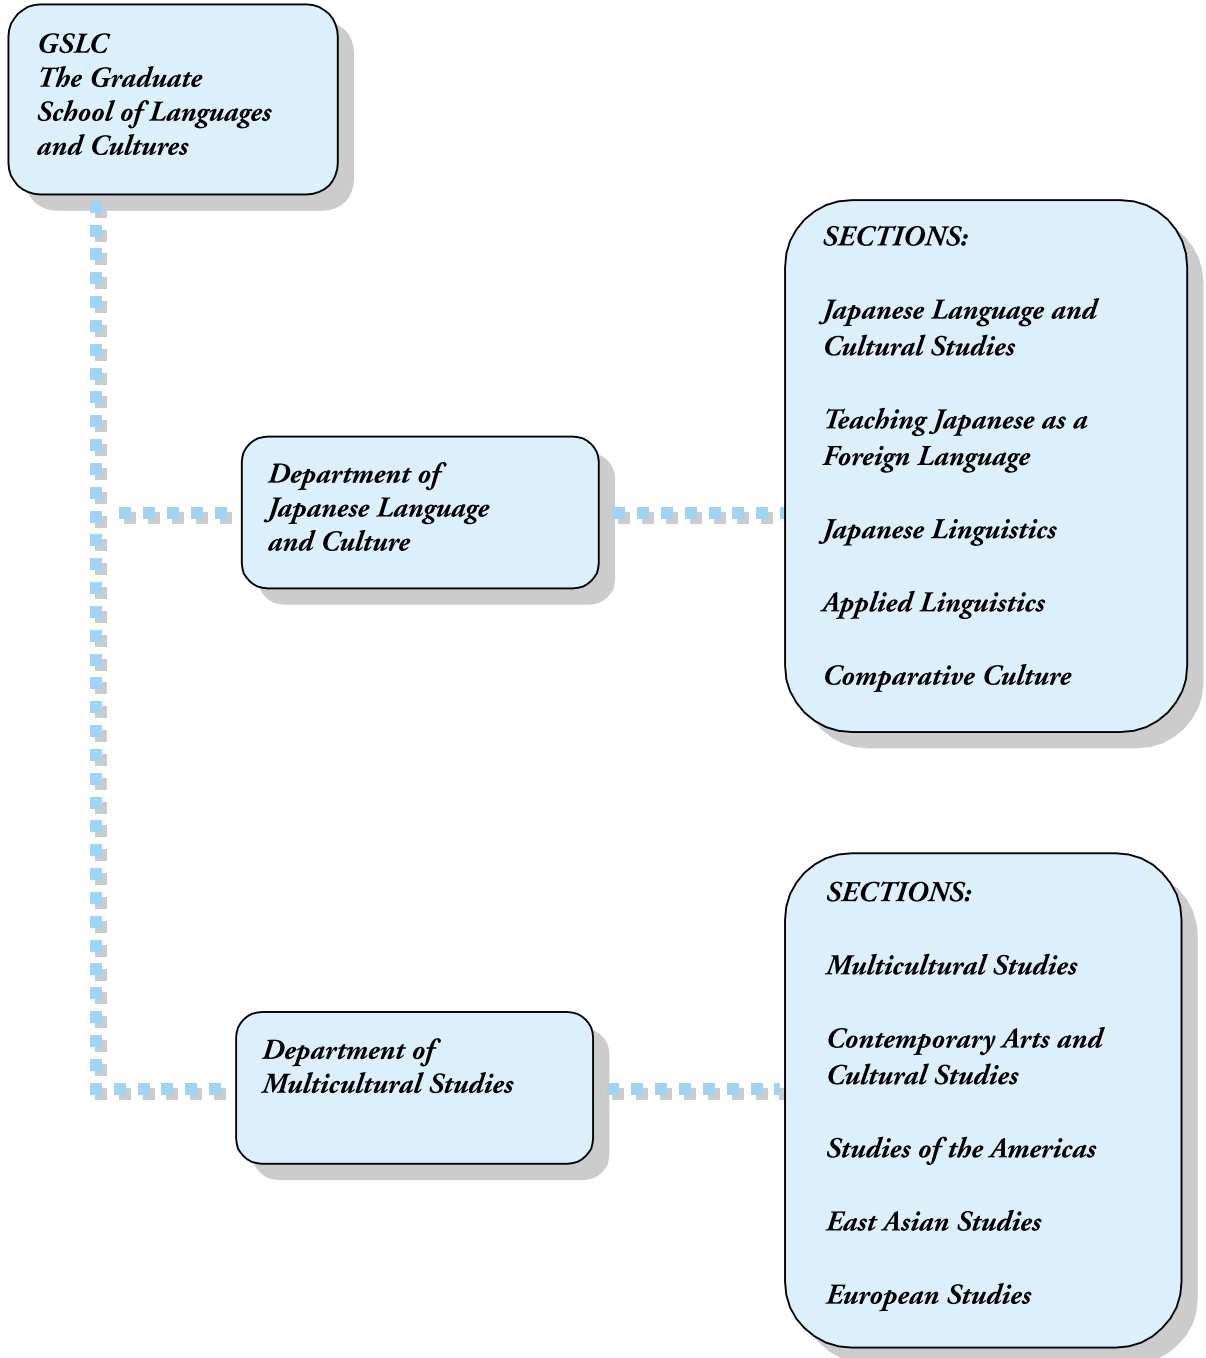 GSLC
The Graduate
School of Languages
and Cultures
Department of
Japanese Language
and Culture
SECTIONS:
Japanese Language and
Cultural Studies
Teaching Japanese as a
Foreign Language
Japanese Linguistics
Applied Linguistics
Comparative Culture
Department of
Multicultural Studies
SECTIONS:
Multicultural Studies
Contemporary Arts and
Cultural Studies
Studies of the Americas
East Asian Studies
European Studies